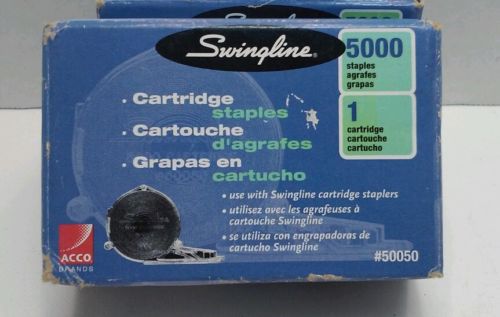 Swingline®
5000
staples
agrafes
grapas
1
cartridge
cartouche
cartucho
• Cartridge
staples
• Cartouche
d'agrafes
• Grapas en
cartucho
• use with Swingline cartridge staplers
• utilisez avec les agrafeuses à
cartouche Swingline
• se utiliza con engrapadoras de
cartucho Swingline
ACCO
BRANDS
#50050